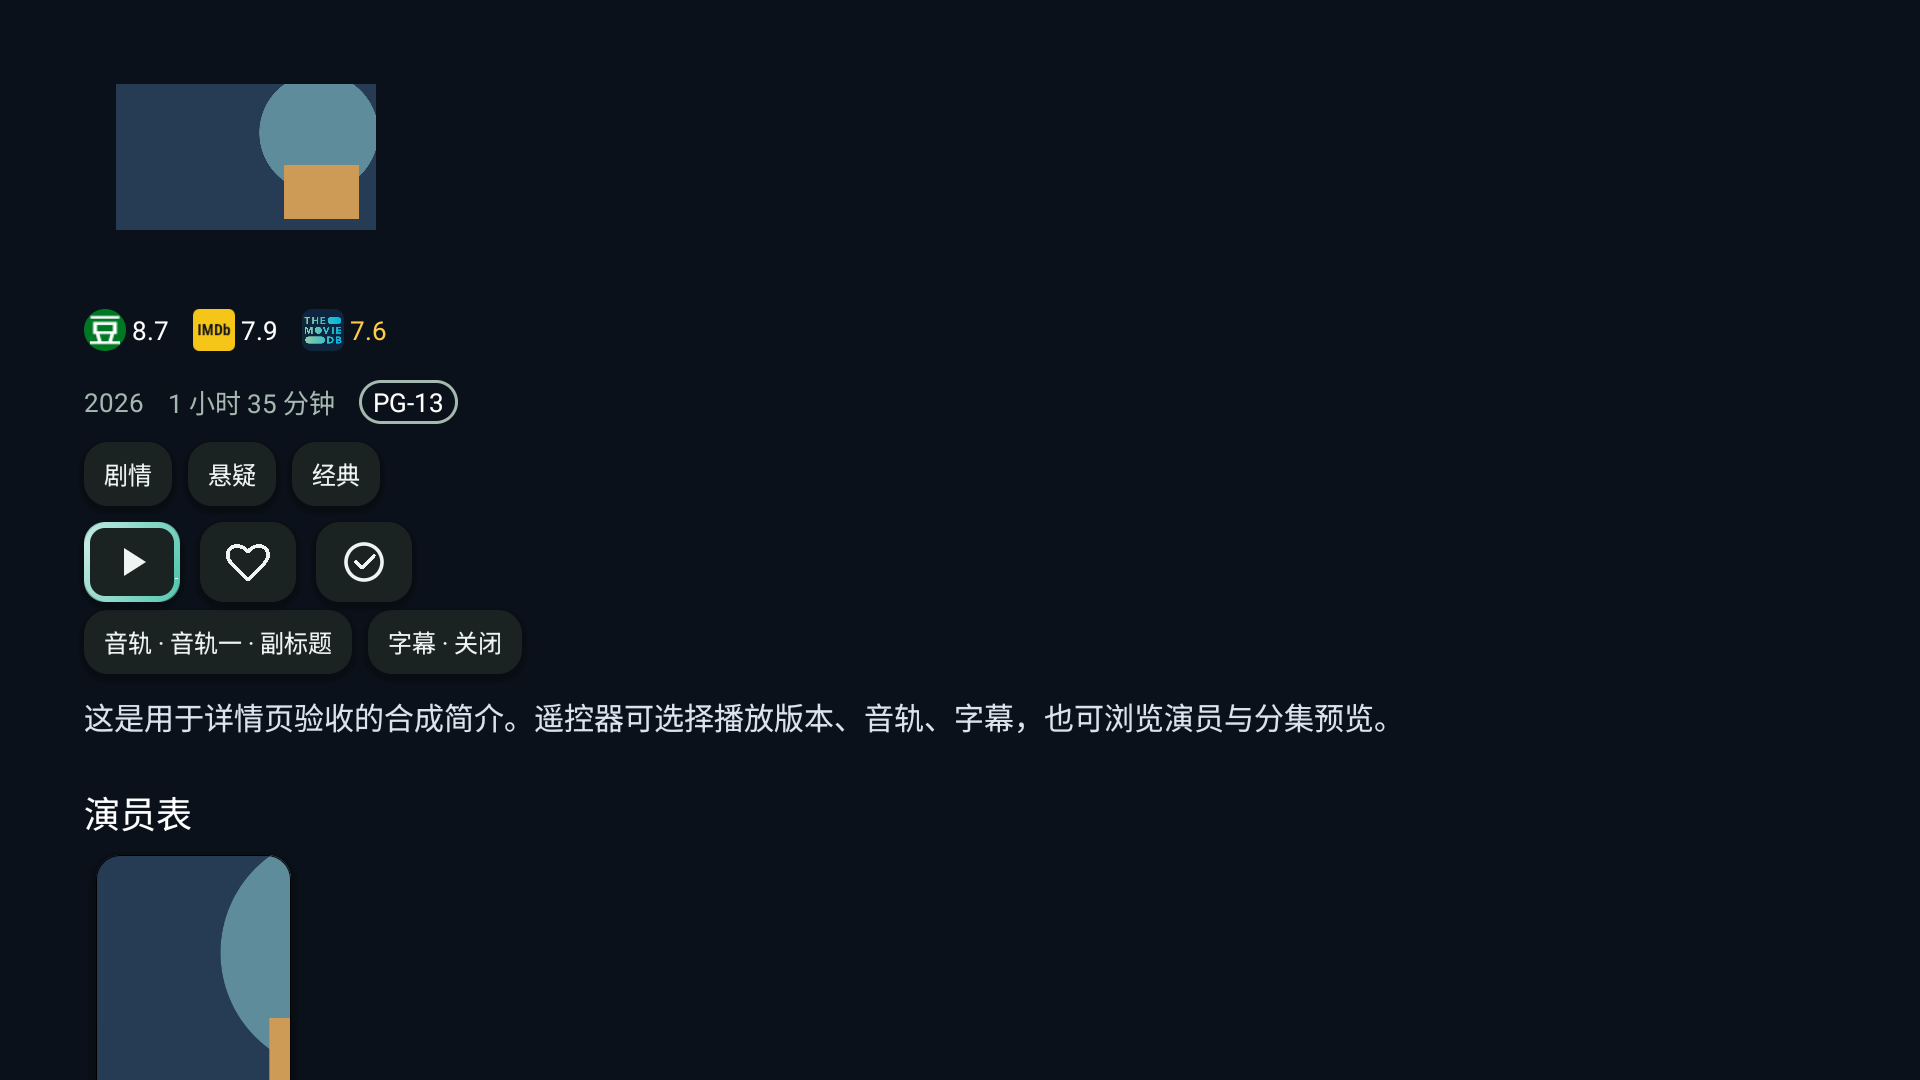 豆 8.7 IMDb 7.9 THE MOVIE DB 7.6
2026 1 小时 35 分钟 PG-13
剧情 悬疑 经典
音轨 · 音轨一 · 副标题 字幕 · 关闭
这是用于详情页验收的合成简介。遥控器可选择播放版本、音轨、字幕，也可浏览演员与分集预览。
演员表